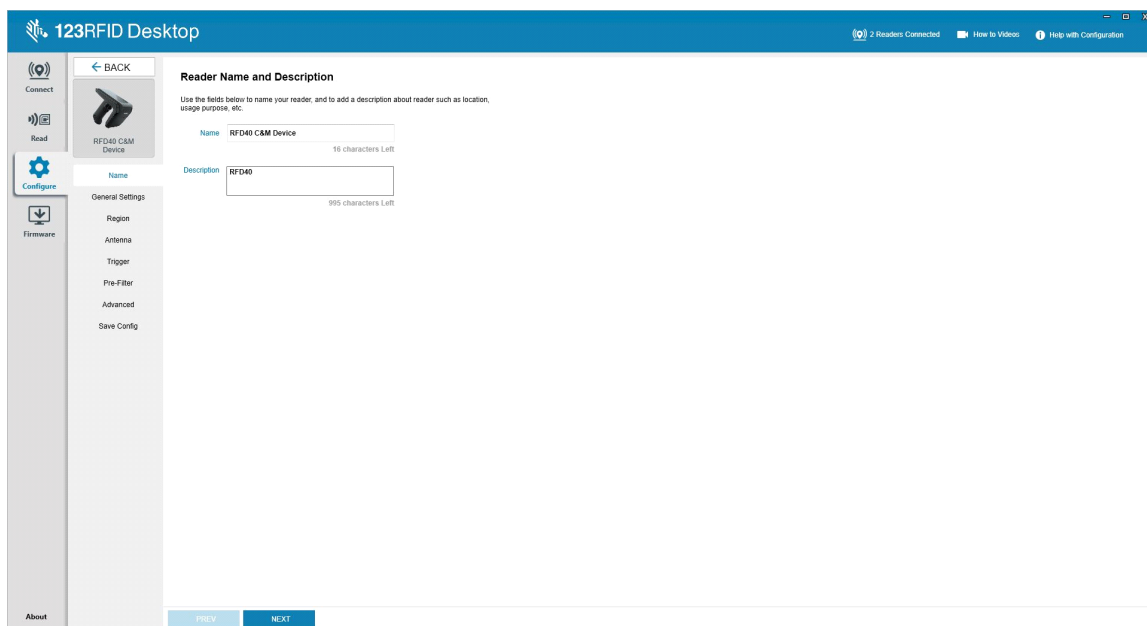 123RFID Desktop
2 Readers Connected
How to Videos
Help with Configuration
Connect
Read
Configure
Firmware
About
BACK
RFD40 C&M
Device
Name
General Settings
Region
Antenna
Trigger
Pre-Filter
Advanced
Save Config
Reader Name and Description
Use the fields below to name your reader, and to add a description about reader such as location,
usage purpose, etc.
Name RFD40 C&M Device
16 characters Left
Description RFD40
995 characters Left
PREV NEXT